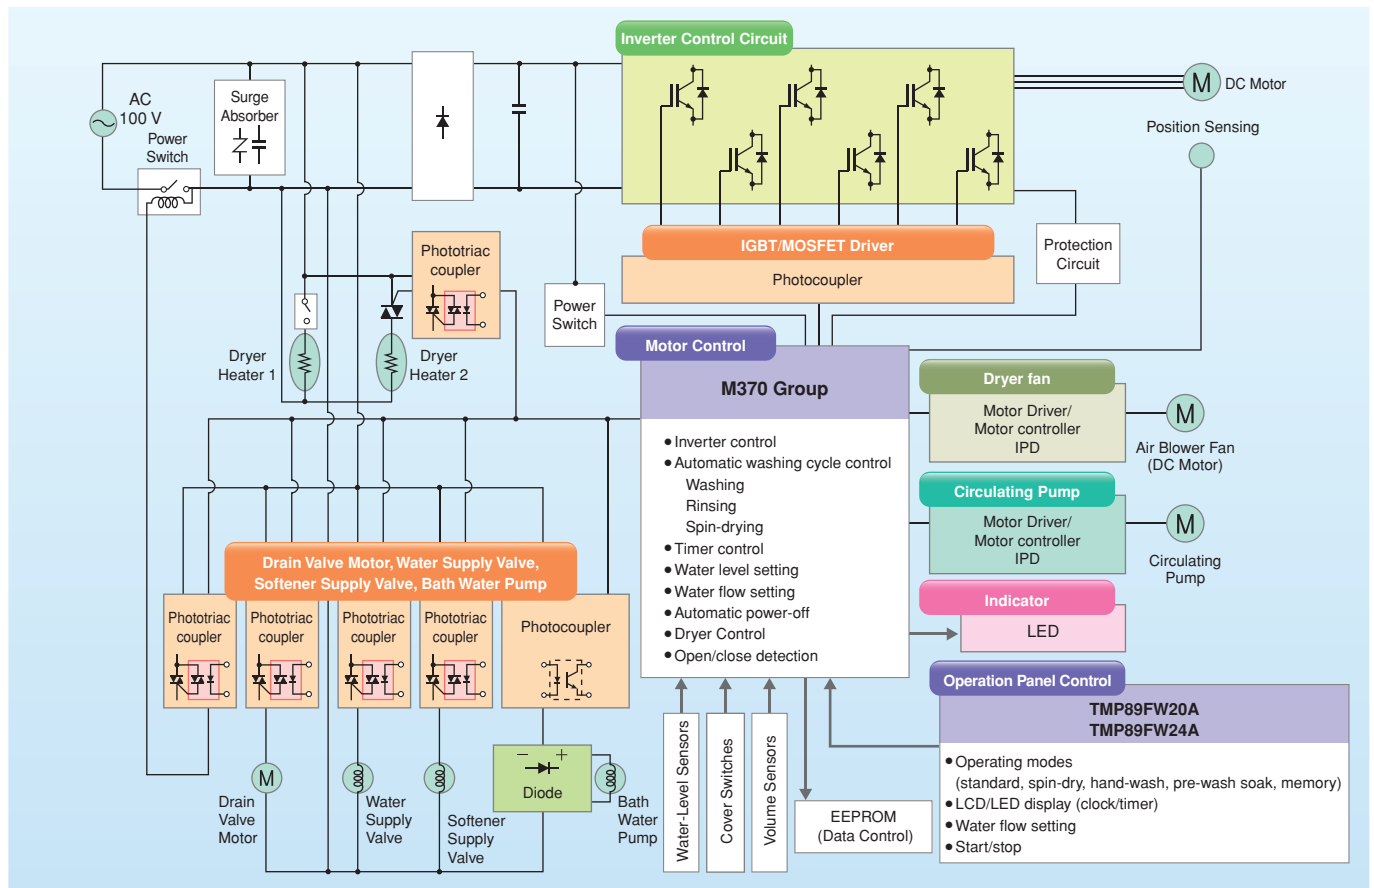 Inverter Control Circuit
AC
100 V
Power
Switch
Surge
Absorber
M
DC Motor
Position Sensing
IGBT/MOSFET Driver
Photocoupler
Protection
Circuit
Power
Switch
Phototriac
coupler
Dryer
Heater 1
Dryer
Heater 2
Motor Control
M370 Group
● Inverter control
● Automatic washing cycle control
Washing
Rinsing
Spin-drying
● Timer control
● Water level setting
● Water flow setting
● Automatic power-off
● Dryer Control
● Open/close detection
Dryer fan
Motor Driver/
Motor controller
IPD
M
Air Blower Fan
(DC Motor)
Circulating Pump
Motor Driver/
Motor controller
IPD
M
Circulating
Pump
Indicator
LED
Drain Valve Motor, Water Supply Valve,
Softener Supply Valve, Bath Water Pump
Phototriac
coupler
Phototriac
coupler
Phototriac
coupler
Phototriac
coupler
Photocoupler
M
Drain
Valve
Motor
Water
Supply
Valve
Softener
Supply
Valve
− +
Diode
Bath
Water
Pump
Water-Level Sensors
Cover Switches
Volume Sensors
EEPROM
(Data Control)
Operation Panel Control
TMP89FW20A
TMP89FW24A
● Operating modes
(standard, spin-dry, hand-wash, pre-wash soak, memory)
● LCD/LED display (clock/timer)
● Water flow setting
● Start/stop